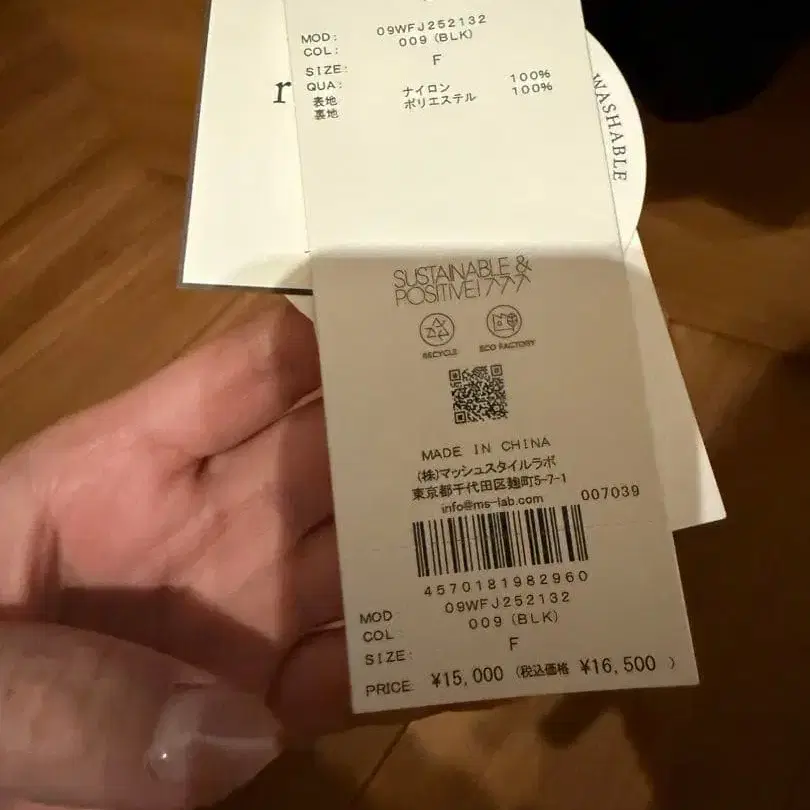 MOD: 09WFJ252132
COL: 009 (BLK)
SIZE: F
QUA:
表地 ナイロン 100%
裏地 ポリエステル 100%
r
WASHABLE
SUSTAINABLE &
POSITIVE!
RECYCLE ECO FACTORY
MADE IN CHINA
(株)マッシュスタイルラボ
東京都千代田区麹町5-7-1
info@ms-lab.com 007039
4570181982960
MOD 09WFJ252132
COL 009 (BLK)
SIZE: F
PRICE ¥15,000 (税込価格 ¥16,500 )